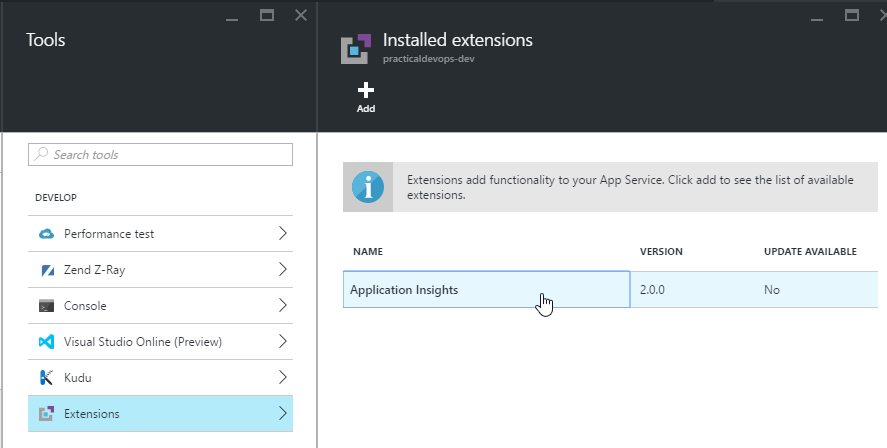 Tools
Search tools
DEVELOP
Performance test
Zend Z-Ray
Console
Visual Studio Online (Preview)
Kudu
Extensions
Installed extensions
practicaldevops-dev
Add
Extensions add functionality to your App Service. Click add to see the list of available
extensions.
NAME VERSION UPDATE AVAILABLE
Application Insights 2.0.0 No